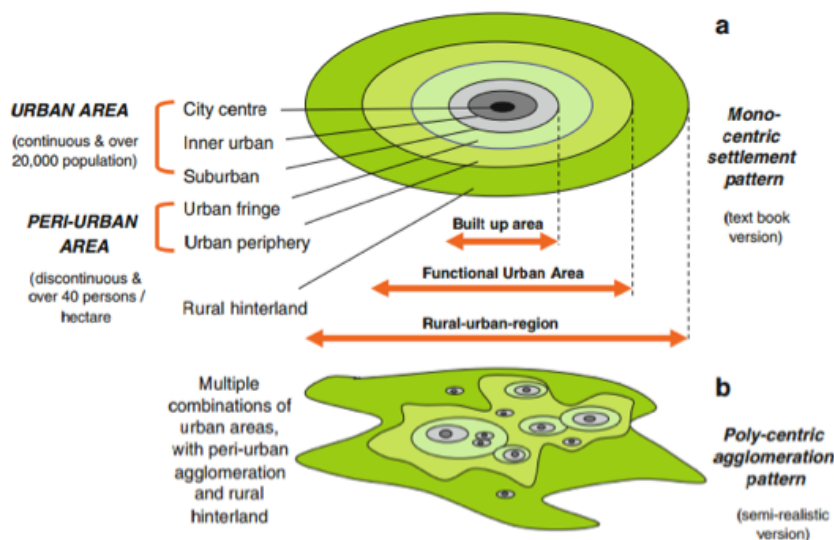 a
URBAN AREA
(continuous & over
20,000 population)
City centre
Inner urban
Suburban
PERI-URBAN
AREA
(discontinuous &
over 40 persons /
hectare
Urban fringe
Urban periphery
Rural hinterland
Mono-
centric
settlement
pattern
(text book
version)
Built up area
Functional Urban Area
Rural-urban-region
b
Multiple
combinations of
urban areas,
with peri-urban
agglomeration
and rural
hinterland
Poly-centric
agglomeration
pattern
(semi-realistic
version)